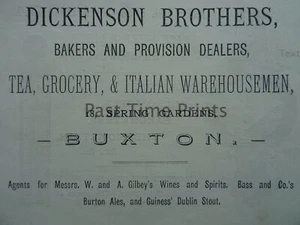 DICKENSON BROTHERS,
BAKERS AND PROVISION DEALERS,
TEA, GROCERY, & ITALIAN WAREHOUSEMEN,
Past Time Prints
18, SPRING GARDENS,
- BUXTON. -
Agents for Messrs. W. and A. Gilbey's Wines and Spirits. Bass and Co.'s
Burton Ales, and Guiness' Dublin Stout.